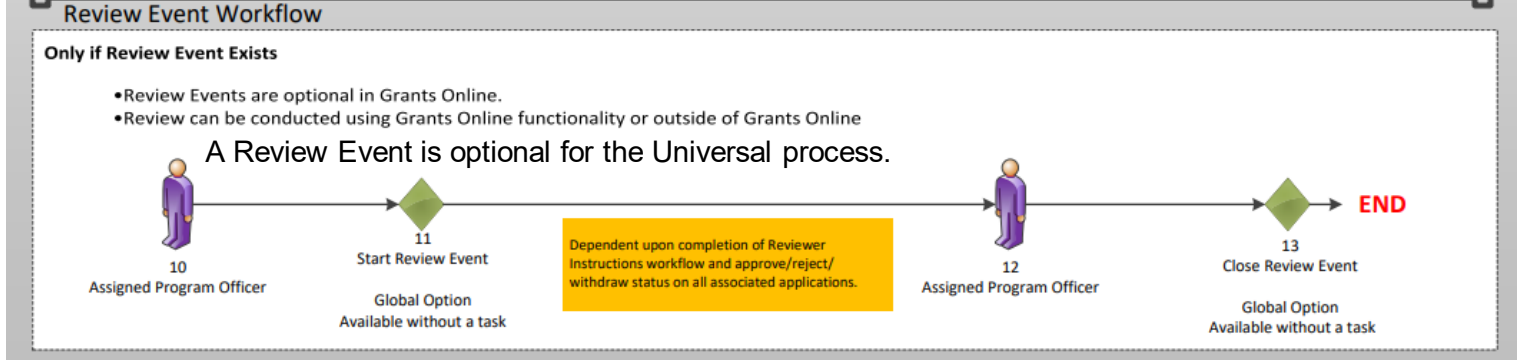 Review Event Workflow
Only if Review Event Exists
•Review Events are optional in Grants Online.
•Review can be conducted using Grants Online functionality or outside of Grants Online
A Review Event is optional for the Universal process.
END
10
Assigned Program Officer
11
Start Review Event
Global Option
Available without a task
Dependent upon completion of Reviewer
Instructions workflow and approve/reject/
withdraw status on all associated applications.
12
Assigned Program Officer
13
Close Review Event
Global Option
Available without a task